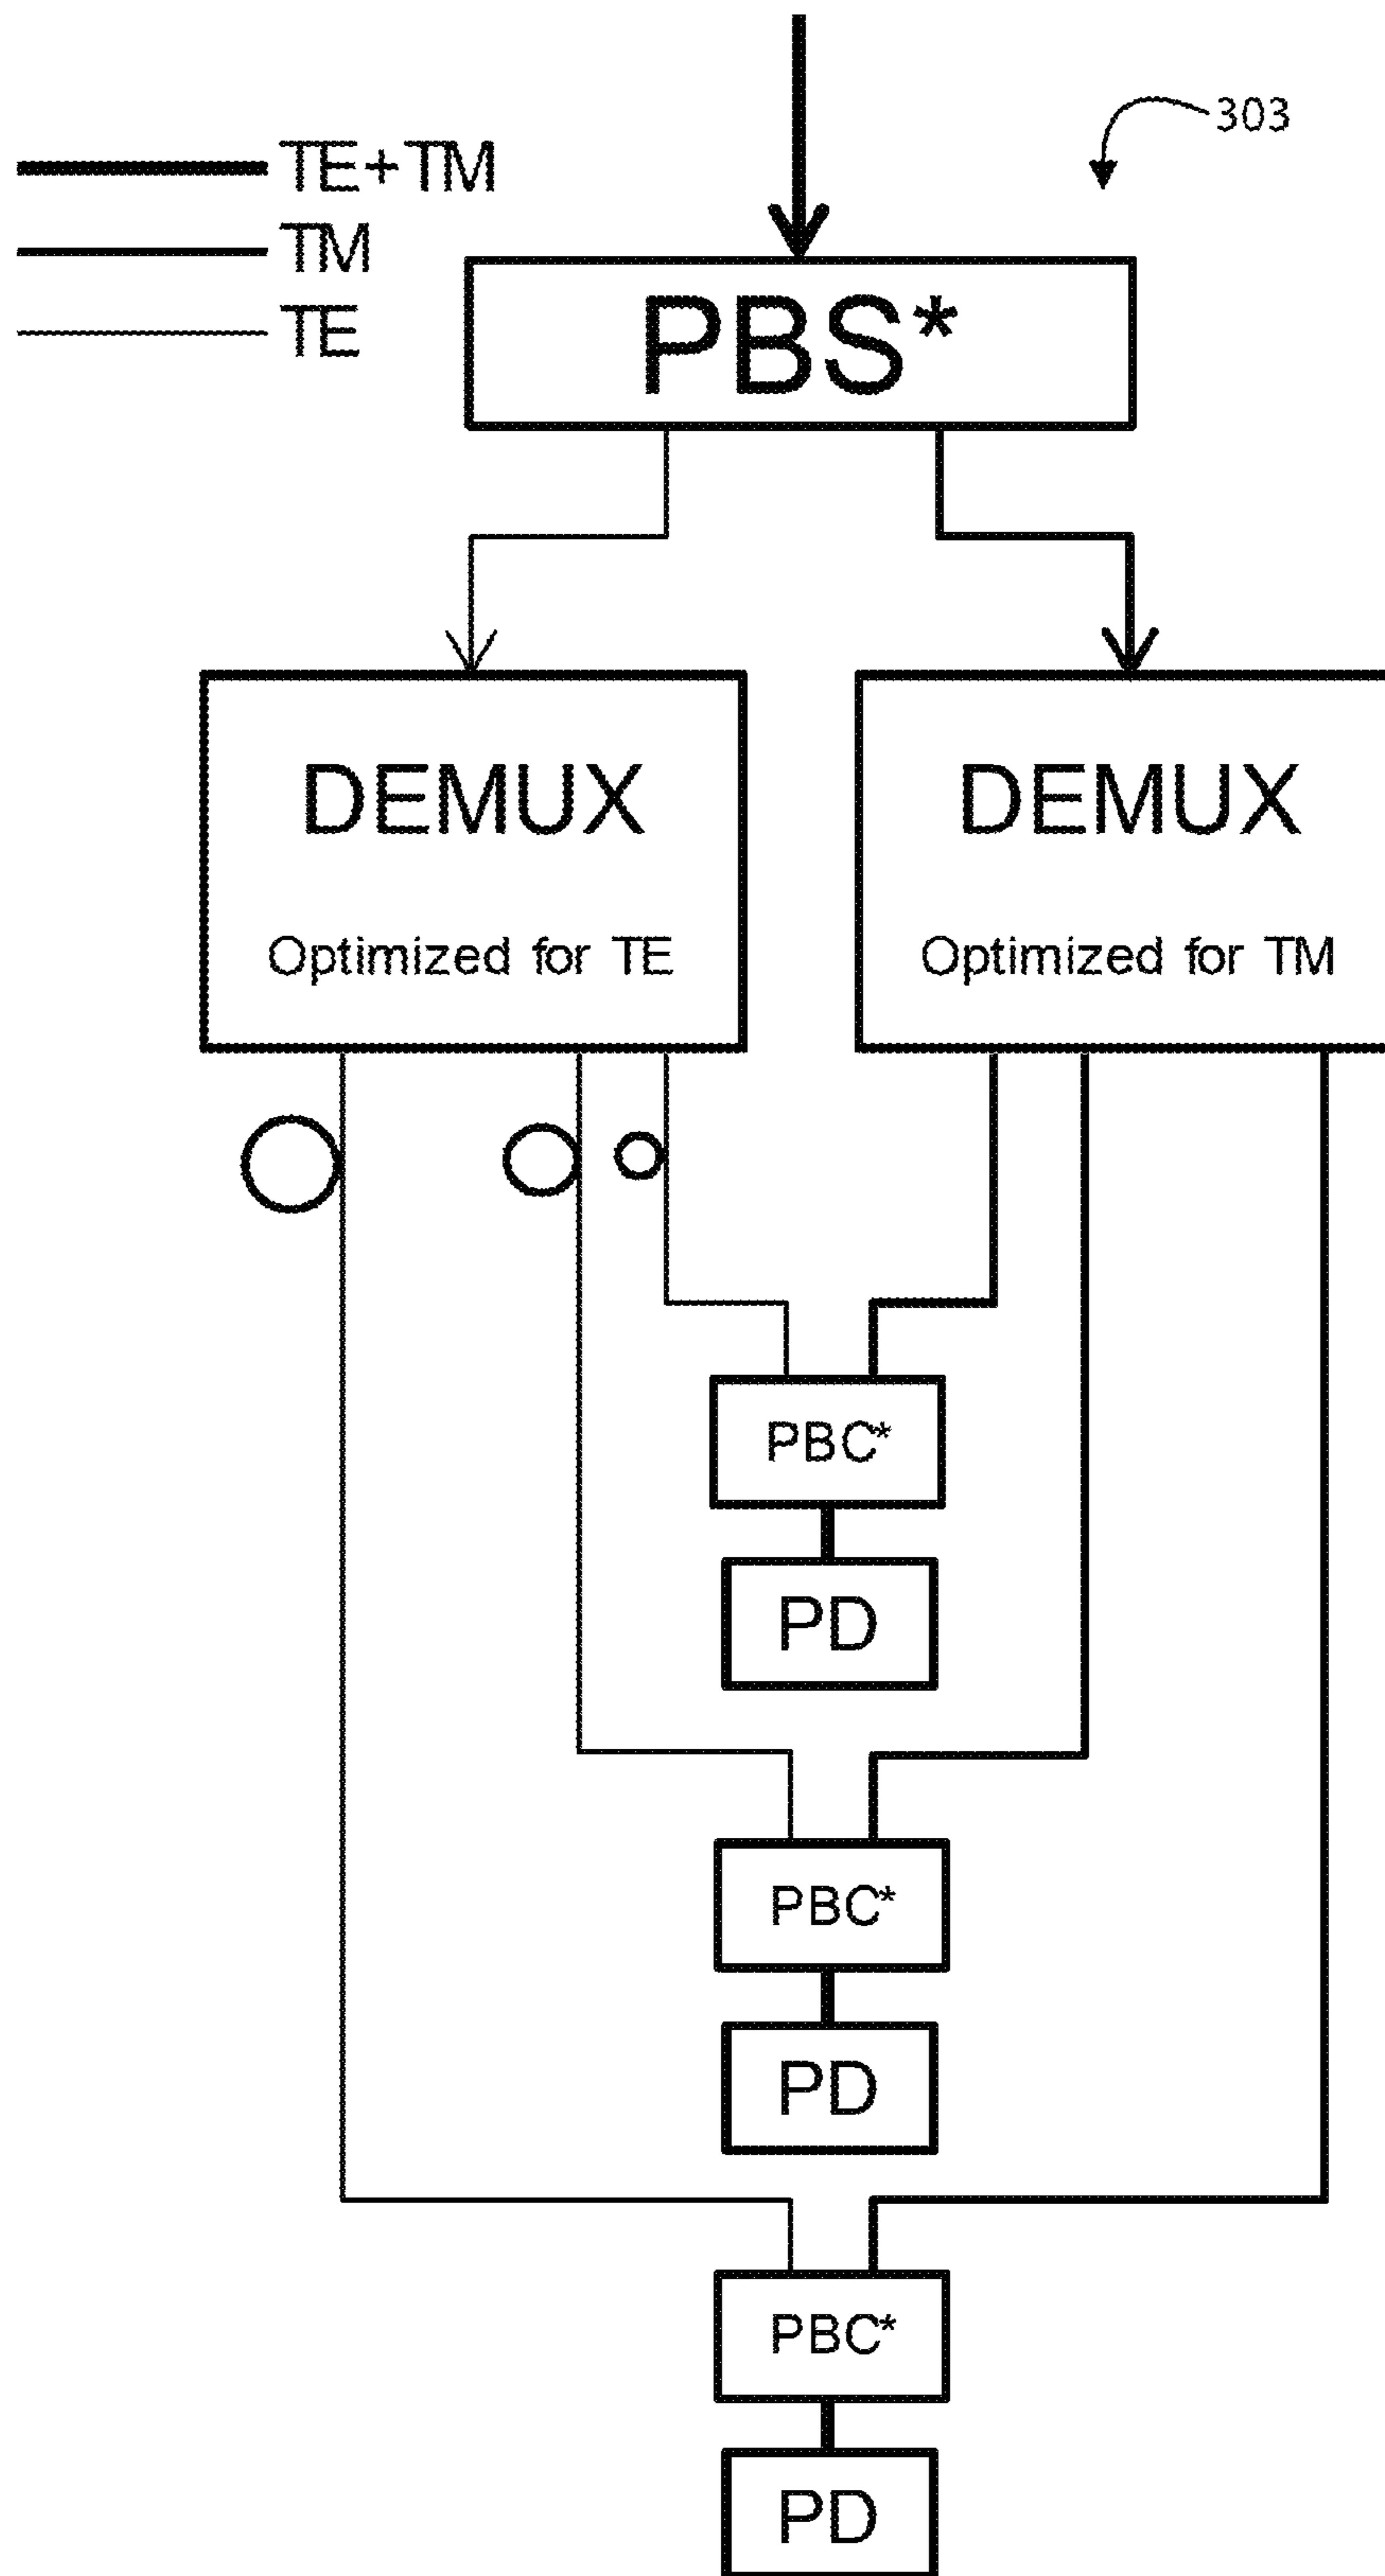 303
TE+TM
TM
TE
PBS*
DEMUX
Optimized for TE
DEMUX
Optimized for TM
PBC*
PD
PBC*
PD
PBC*
PD